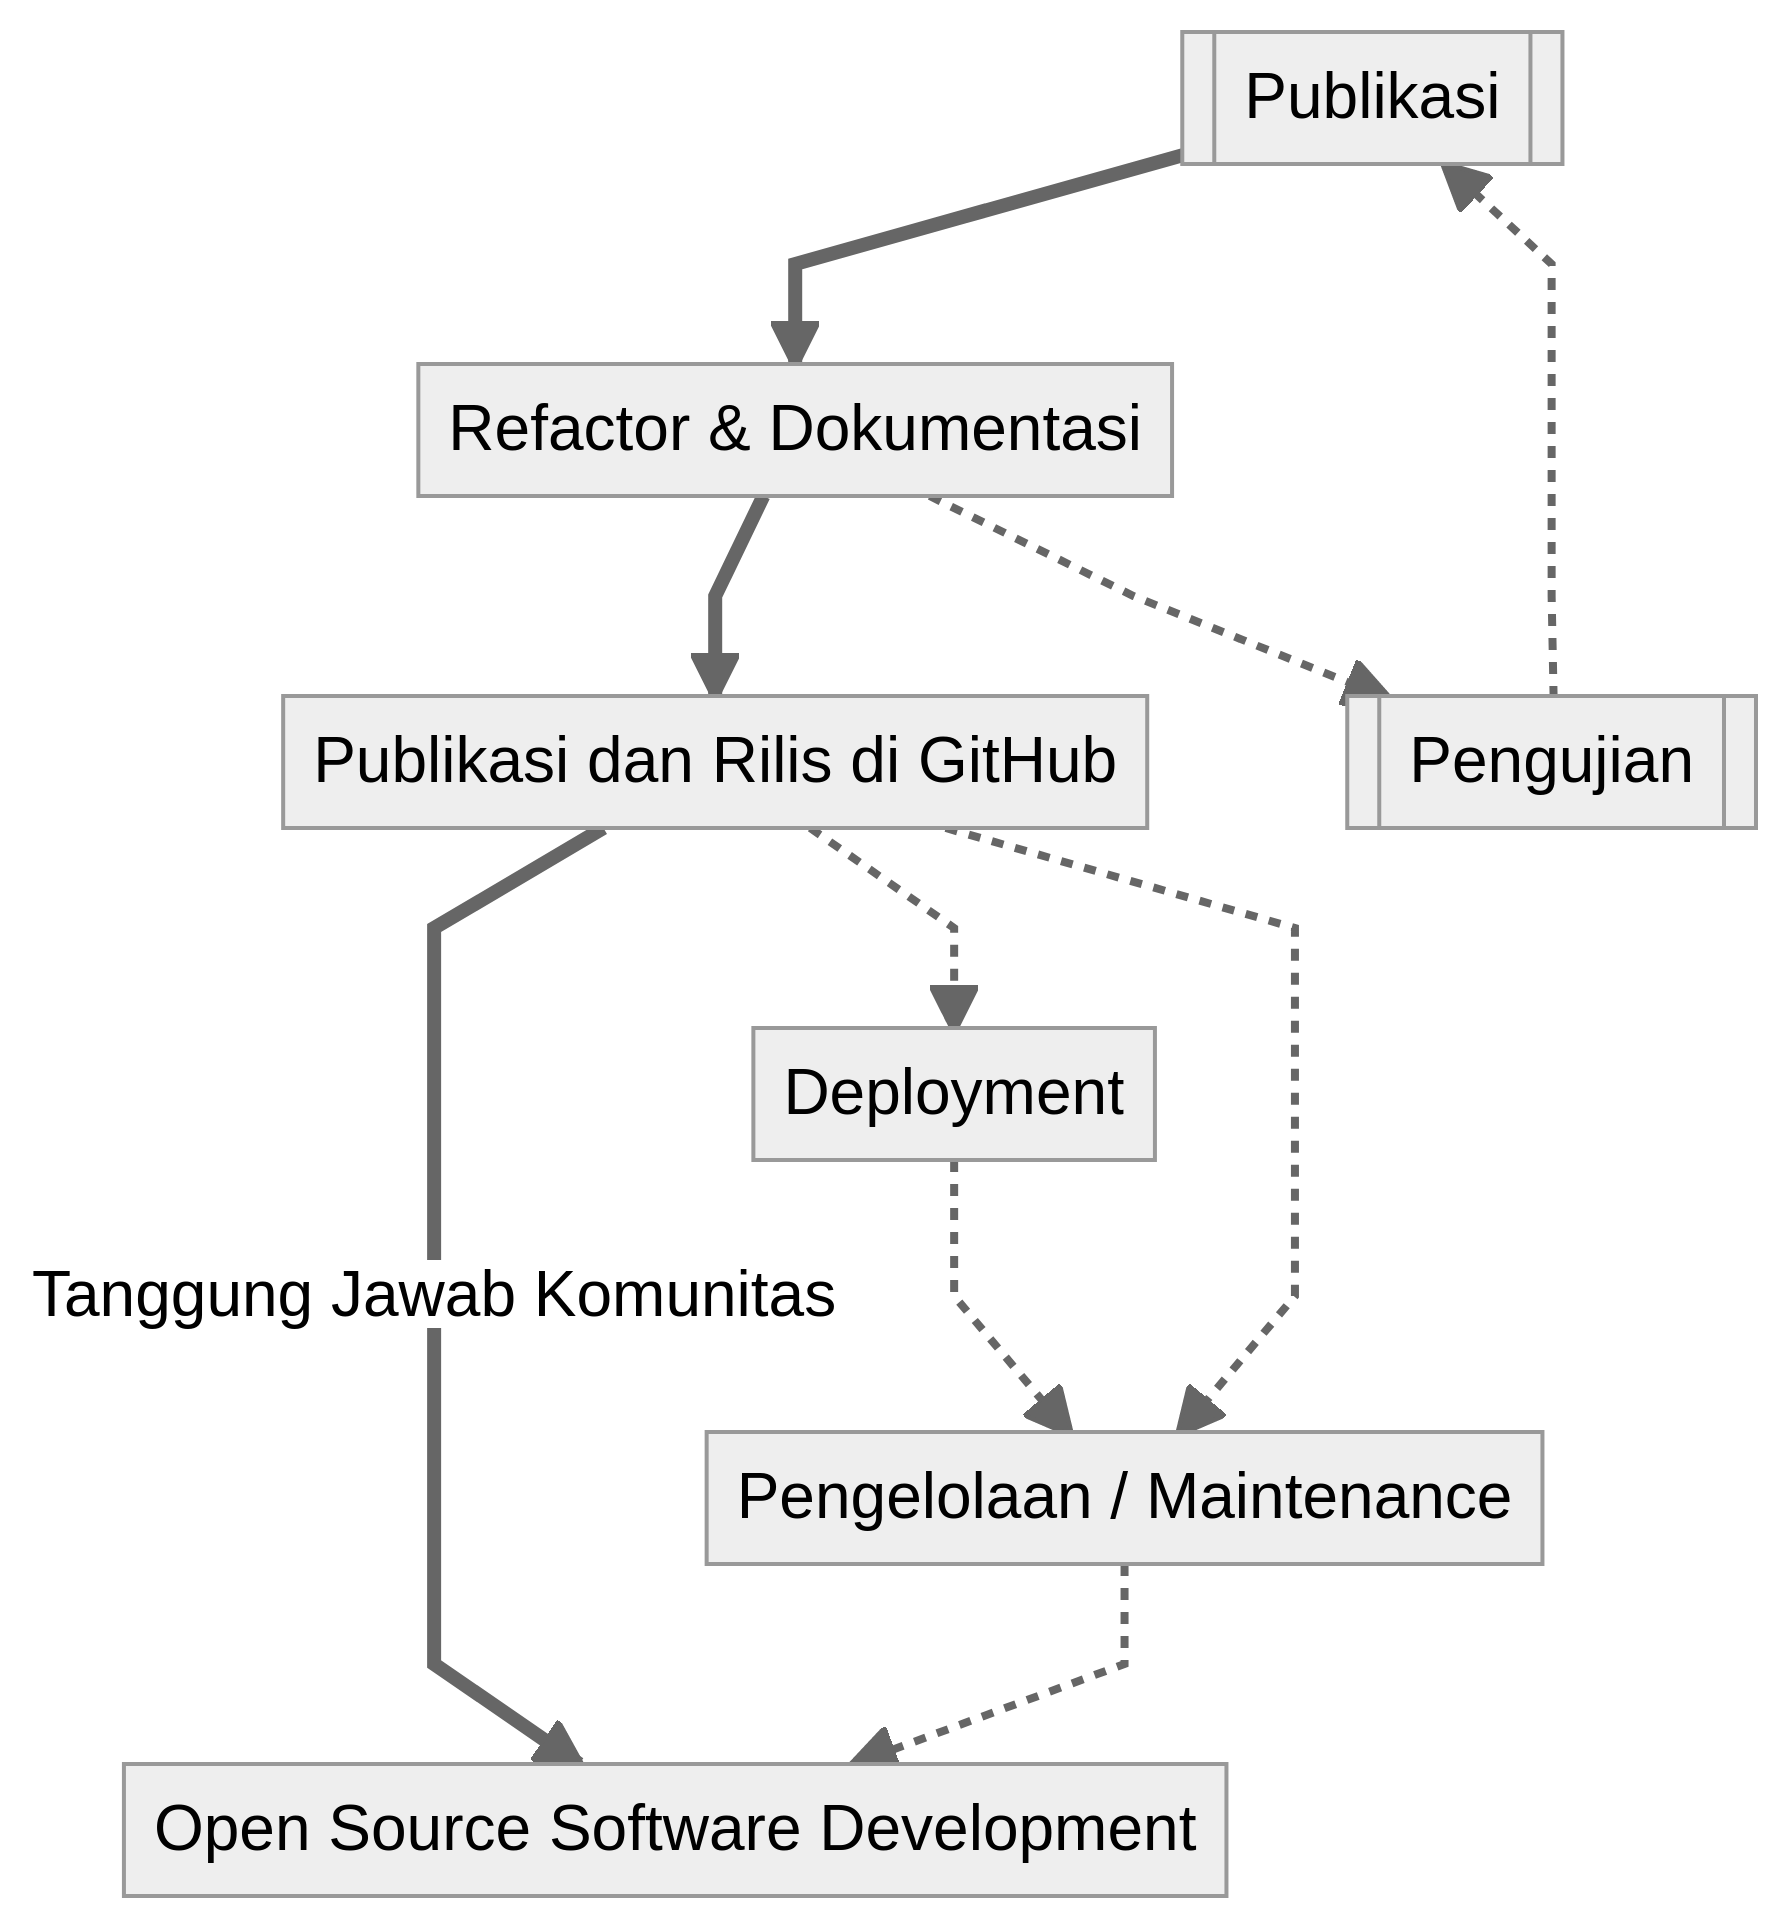 Publikasi
Refactor & Dokumentasi
Publikasi dan Rilis di GitHub
Pengujian
Deployment
Tanggung Jawab Komunitas
Pengelolaan / Maintenance
Open Source Software Development